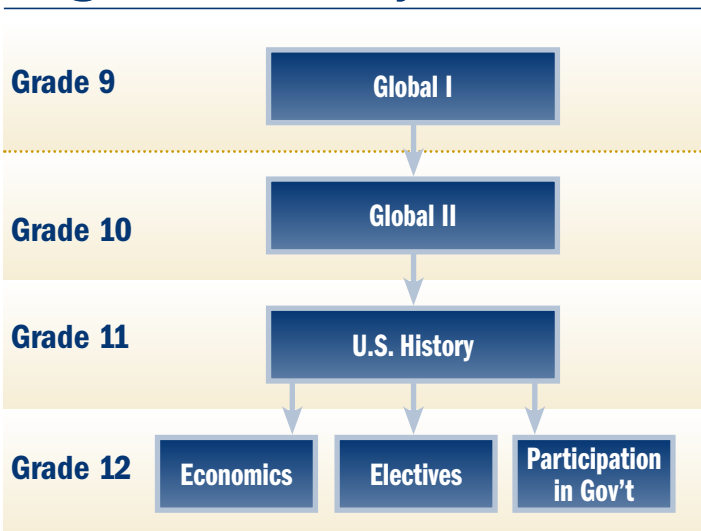 Grade 9
Global I
Grade 10
Global II
Grade 11
U.S. History
Grade 12
Economics
Electives
Participation
in Gov't